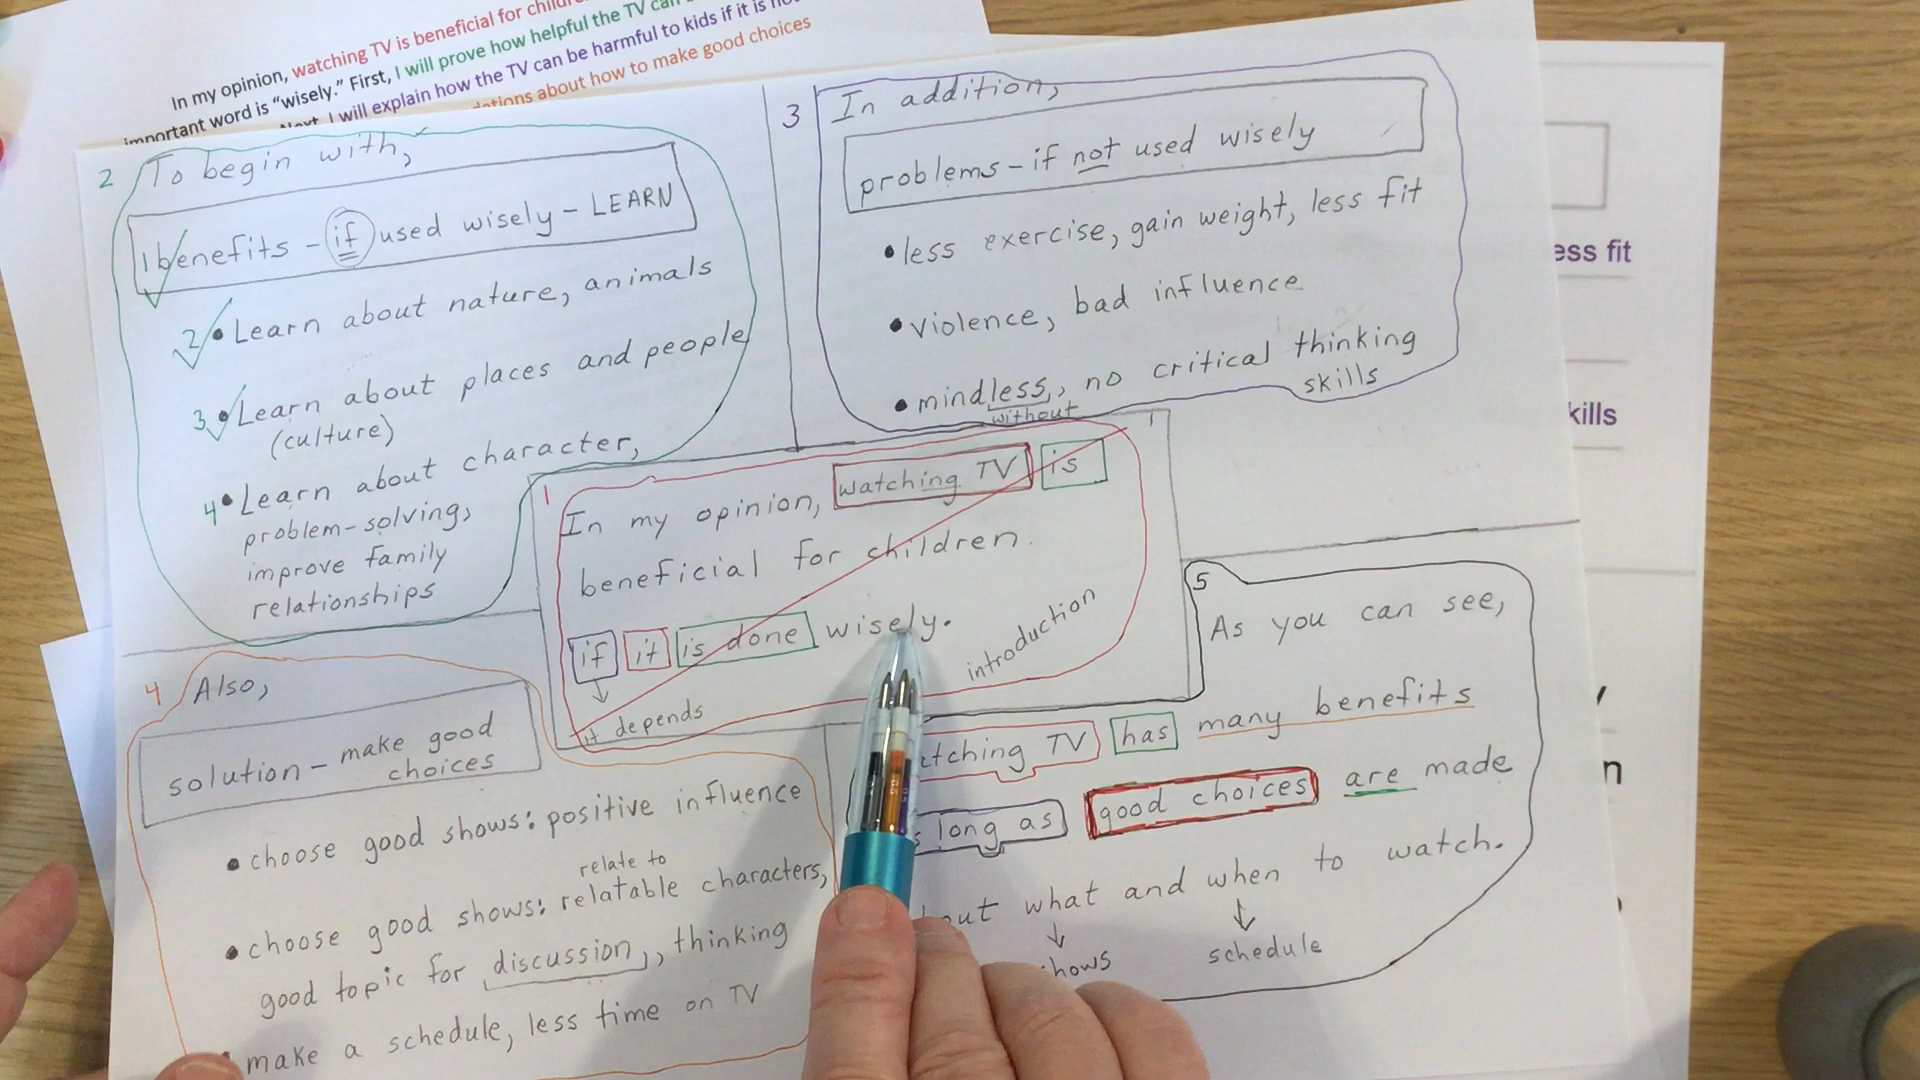 In my opinion, watching TV is beneficial for
important word is "wisely." First, I will prove how helpful the TV can
I will explain how the TV can be harmful to kids if it is
about how to make good choices
2 To begin with,
1 benefits - if used wisely - LEARN
2 • Learn about nature, animals
3 • Learn about places and people
(culture)
4 • Learn about character,
problem-solving,
improve family
relationships
3 In addition,
problems - if not used wisely
• less exercise, gain weight, less fit
• violence, bad influence
• mindless, no critical thinking
without
skills
1
In my opinion, watching TV is
beneficial for children.
if it is done wisely.
it depends
introduction
4 Also,
solution - make good
choices
• choose good shows: positive influence
relate to
• choose good shows: relatable characters,
good topic for discussion, thinking
make a schedule, less time on TV
5
As you can see,
TV has many benefits
long as good choices are made
what and when to watch.
schedule
fit